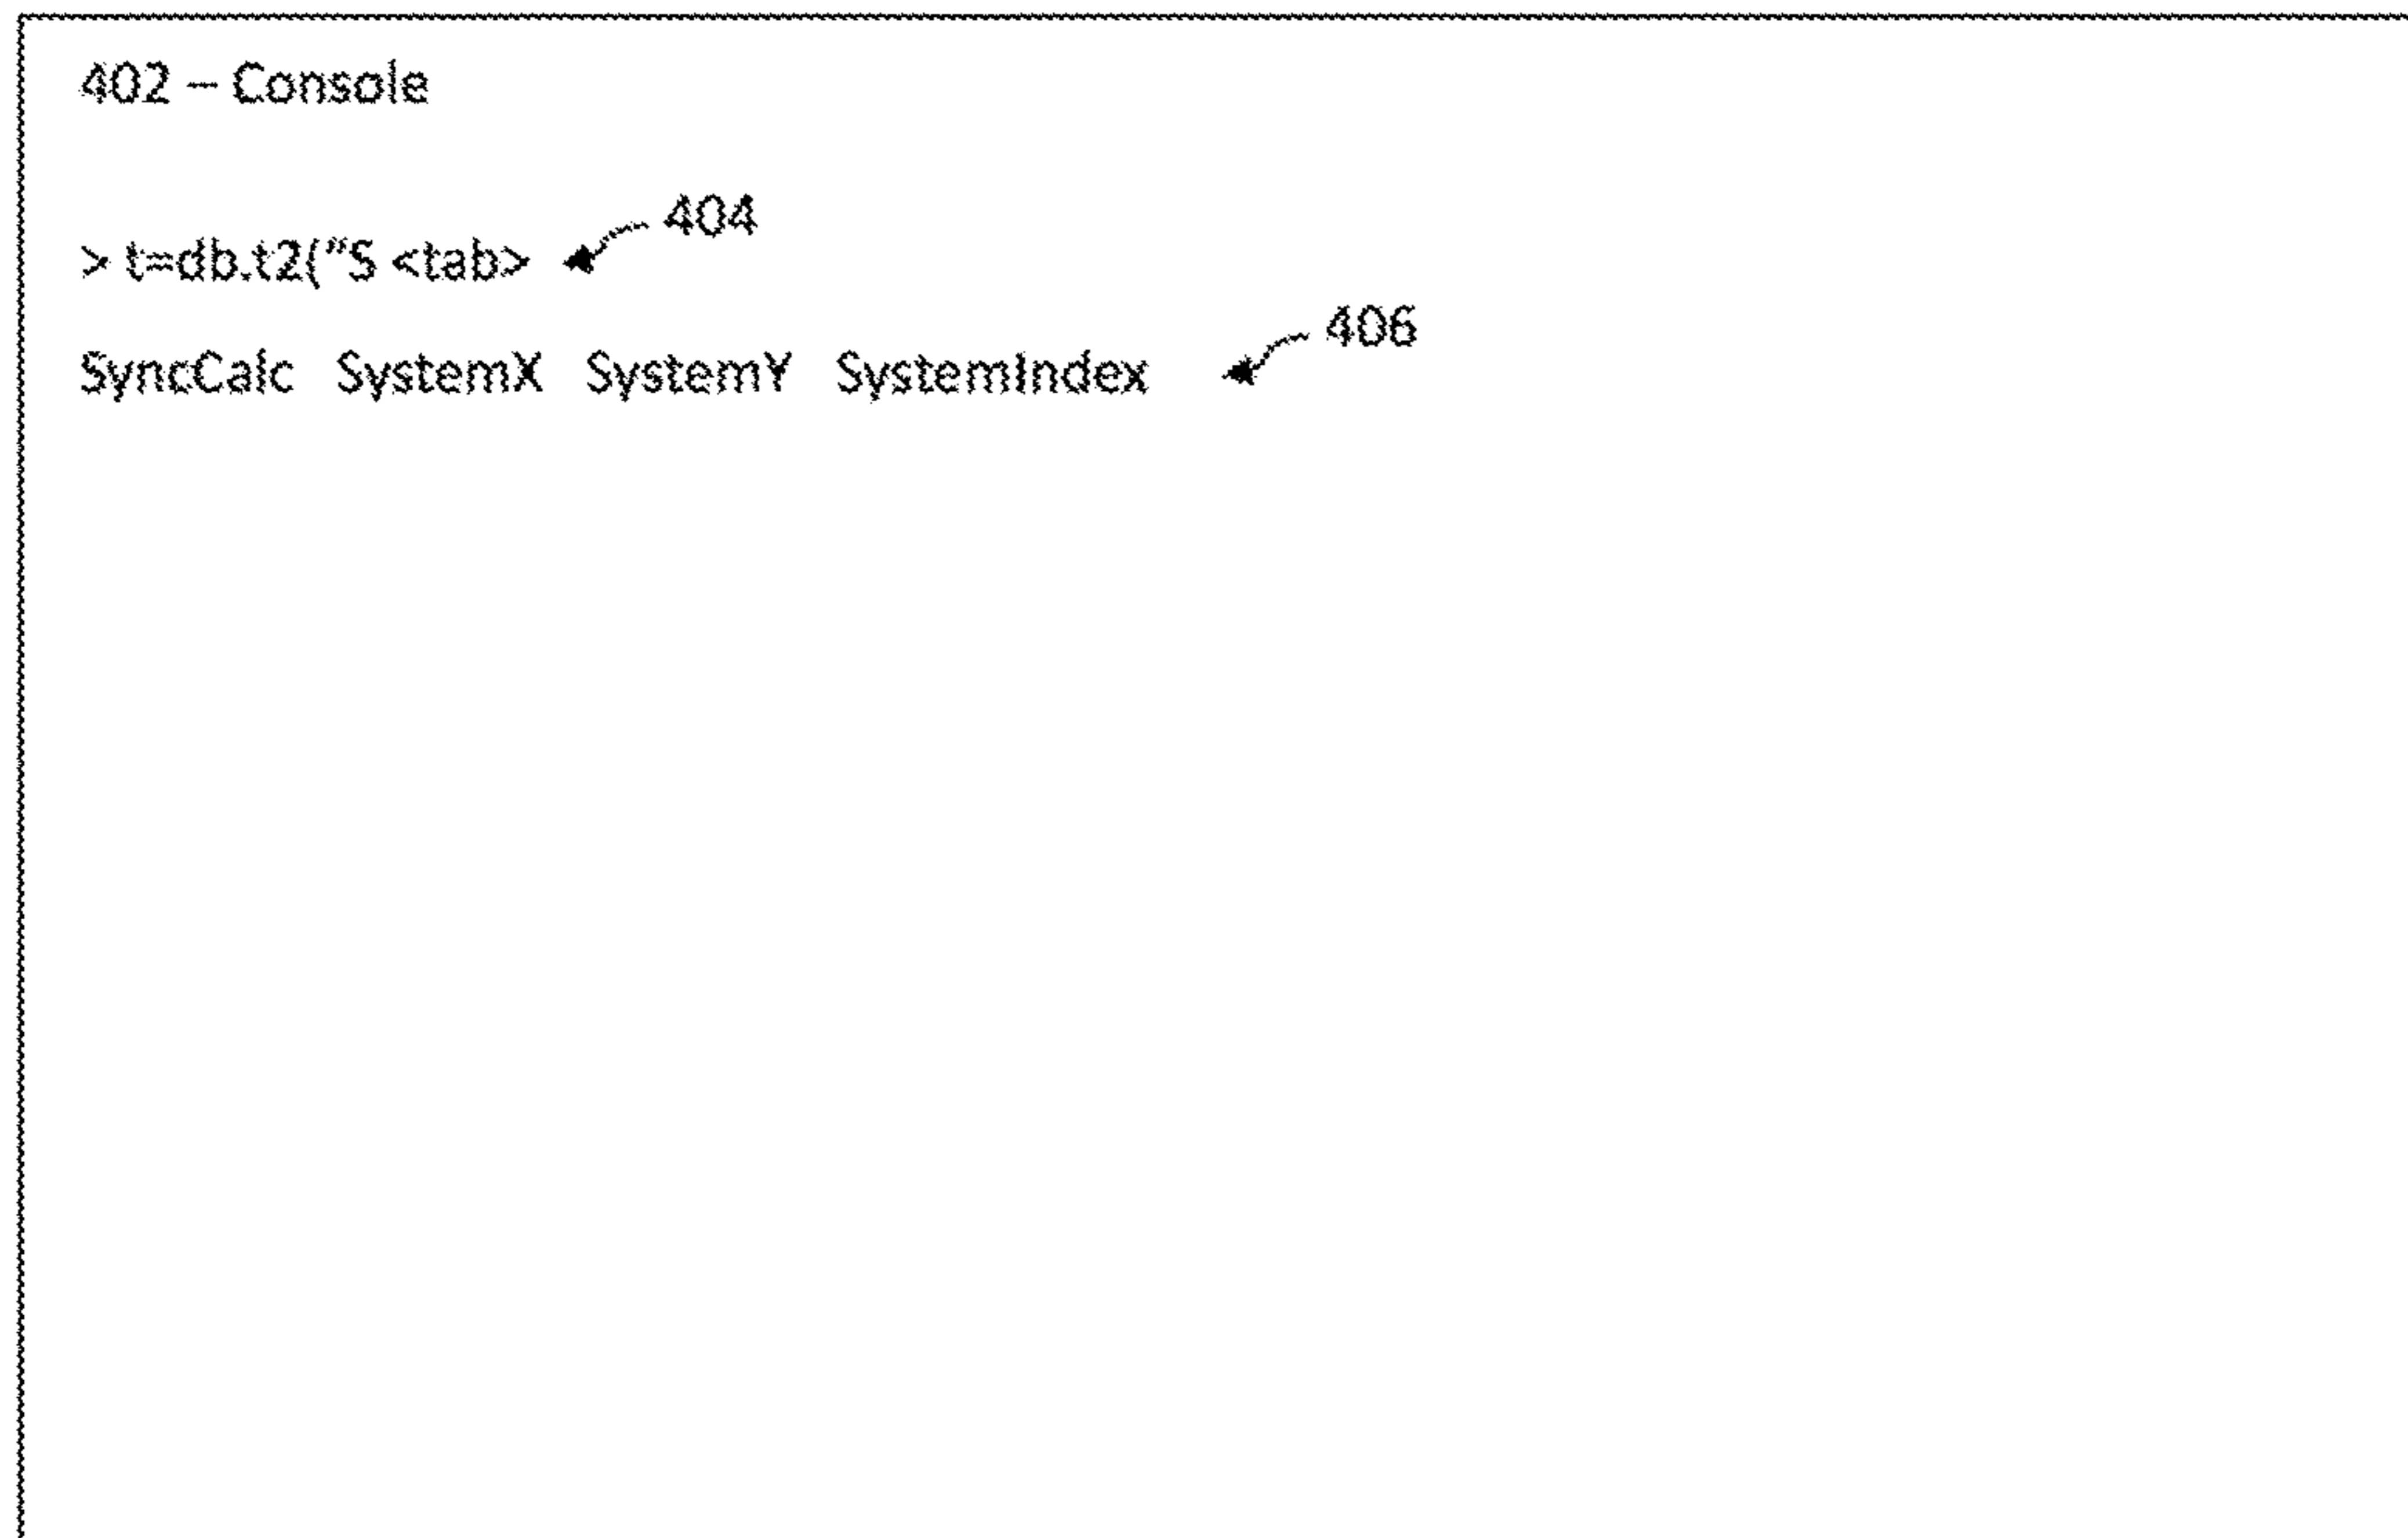 402 – Console
404
> t=db.t2("S <tab>
406
SyncCalc SystemX SystemY SystemIndex